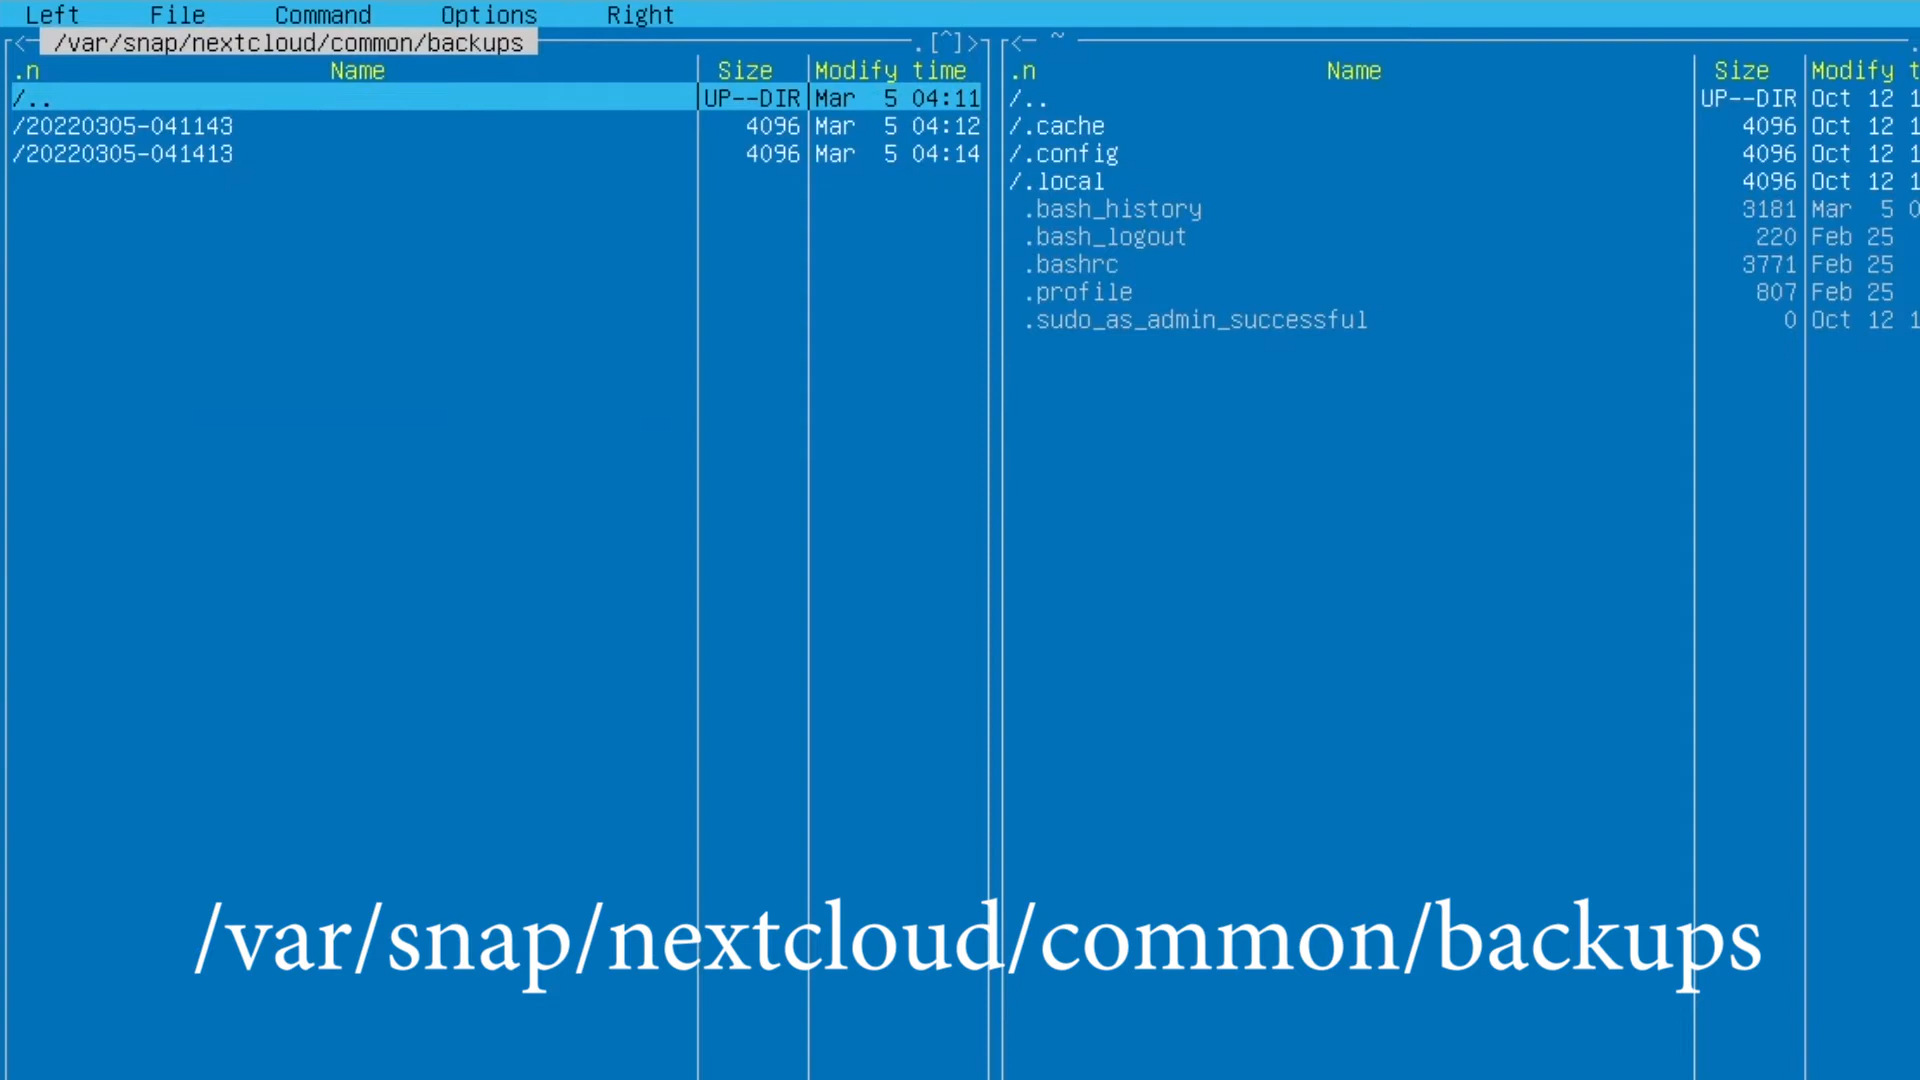 Left File Command Options Right
<─ /var/snap/nextcloud/common/backups .[^]>
.n Name Size Modify time
/.. UP--DIR Mar 5 04:11
/20220305-041143 4096 Mar 5 04:12
/20220305-041413 4096 Mar 5 04:14
<─ ~ .
.n Name Size Modify t
/.. UP--DIR Oct 12 1
/.cache 4096 Oct 12 1
/.config 4096 Oct 12 1
/.local 4096 Oct 12 1
.bash_history 3181 Mar 5 0
.bash_logout 220 Feb 25
.bashrc 3771 Feb 25
.profile 807 Feb 25
.sudo_as_admin_successful 0 Oct 12 1
/var/snap/nextcloud/common/backups